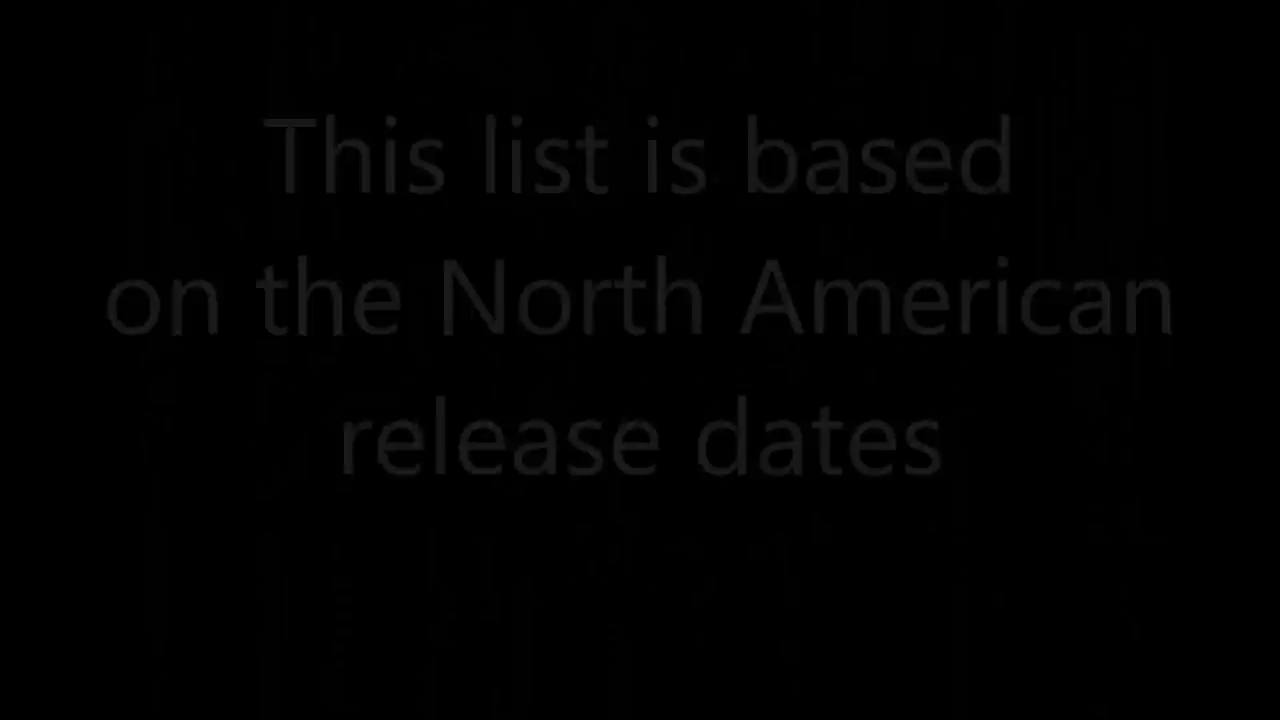 This list is based
on the North American
release dates